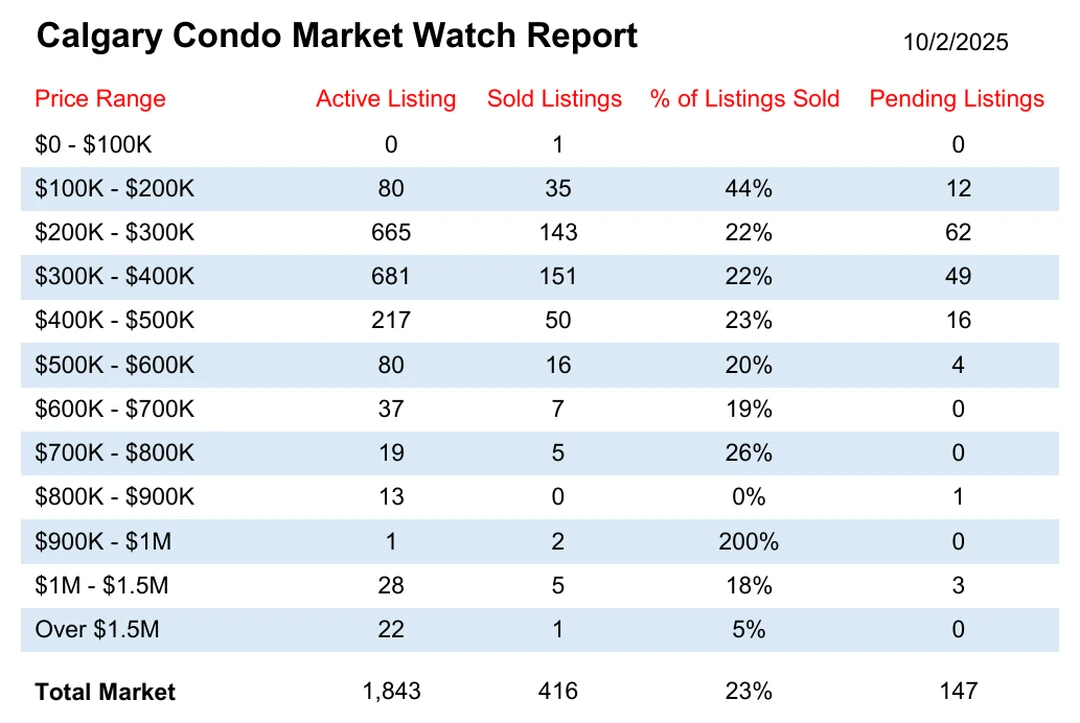 Calgary Condo Market Watch Report 10/2/2025
Price Range Active Listing Sold Listings % of Listings Sold Pending Listings
$0 - $100K 0 1 0
$100K - $200K 80 35 44% 12
$200K - $300K 665 143 22% 62
$300K - $400K 681 151 22% 49
$400K - $500K 217 50 23% 16
$500K - $600K 80 16 20% 4
$600K - $700K 37 7 19% 0
$700K - $800K 19 5 26% 0
$800K - $900K 13 0 0% 1
$900K - $1M 1 2 200% 0
$1M - $1.5M 28 5 18% 3
Over $1.5M 22 1 5% 0
Total Market 1,843 416 23% 147